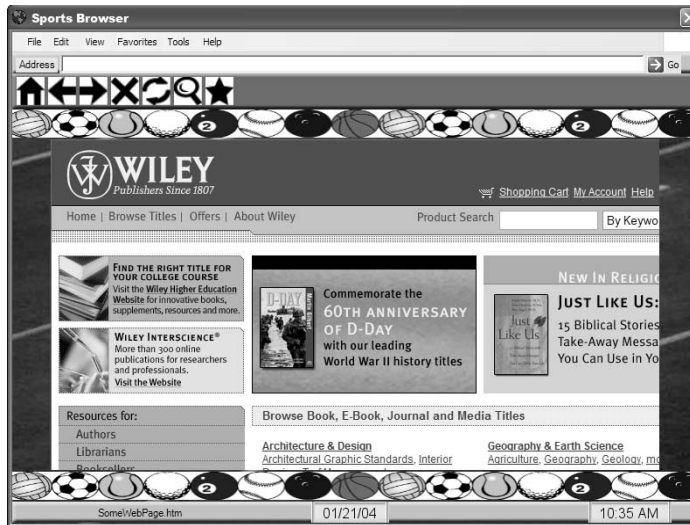 Sports Browser
File Edit View Favorites Tools Help
Address Go
2 2
WILEY
Publishers Since 1807
Shopping Cart My Account Help
Home | Browse Titles | Offers | About Wiley Product Search By Keywo
FIND THE RIGHT TITLE FOR
YOUR COLLEGE COURSE
Visit the Wiley Higher Education
Website for innovative books,
supplements, resources and more.
WILEY INTERSCIENCE®
More than 300 online
publications for researchers
and professionals.
Visit the Website
D-DAY
Commemorate the
60TH ANNIVERSARY
OF D-DAY
with our leading
World War II history titles
NEW IN RELIGIO
Just
Like Us
JUST LIKE US:
15 Biblical Stories
Take-Away Messa
You Can Use in Yo
Resources for:
Authors
Librarians
Booksellers
Browse Book, E-Book, Journal and Media Titles
Architecture & Design
Architectural Graphic Standards, Interior
Geography & Earth Science
Agriculture, Geography, Geology, mo
2 2
SomeWebPage.htm 01/21/04 10:35 AM